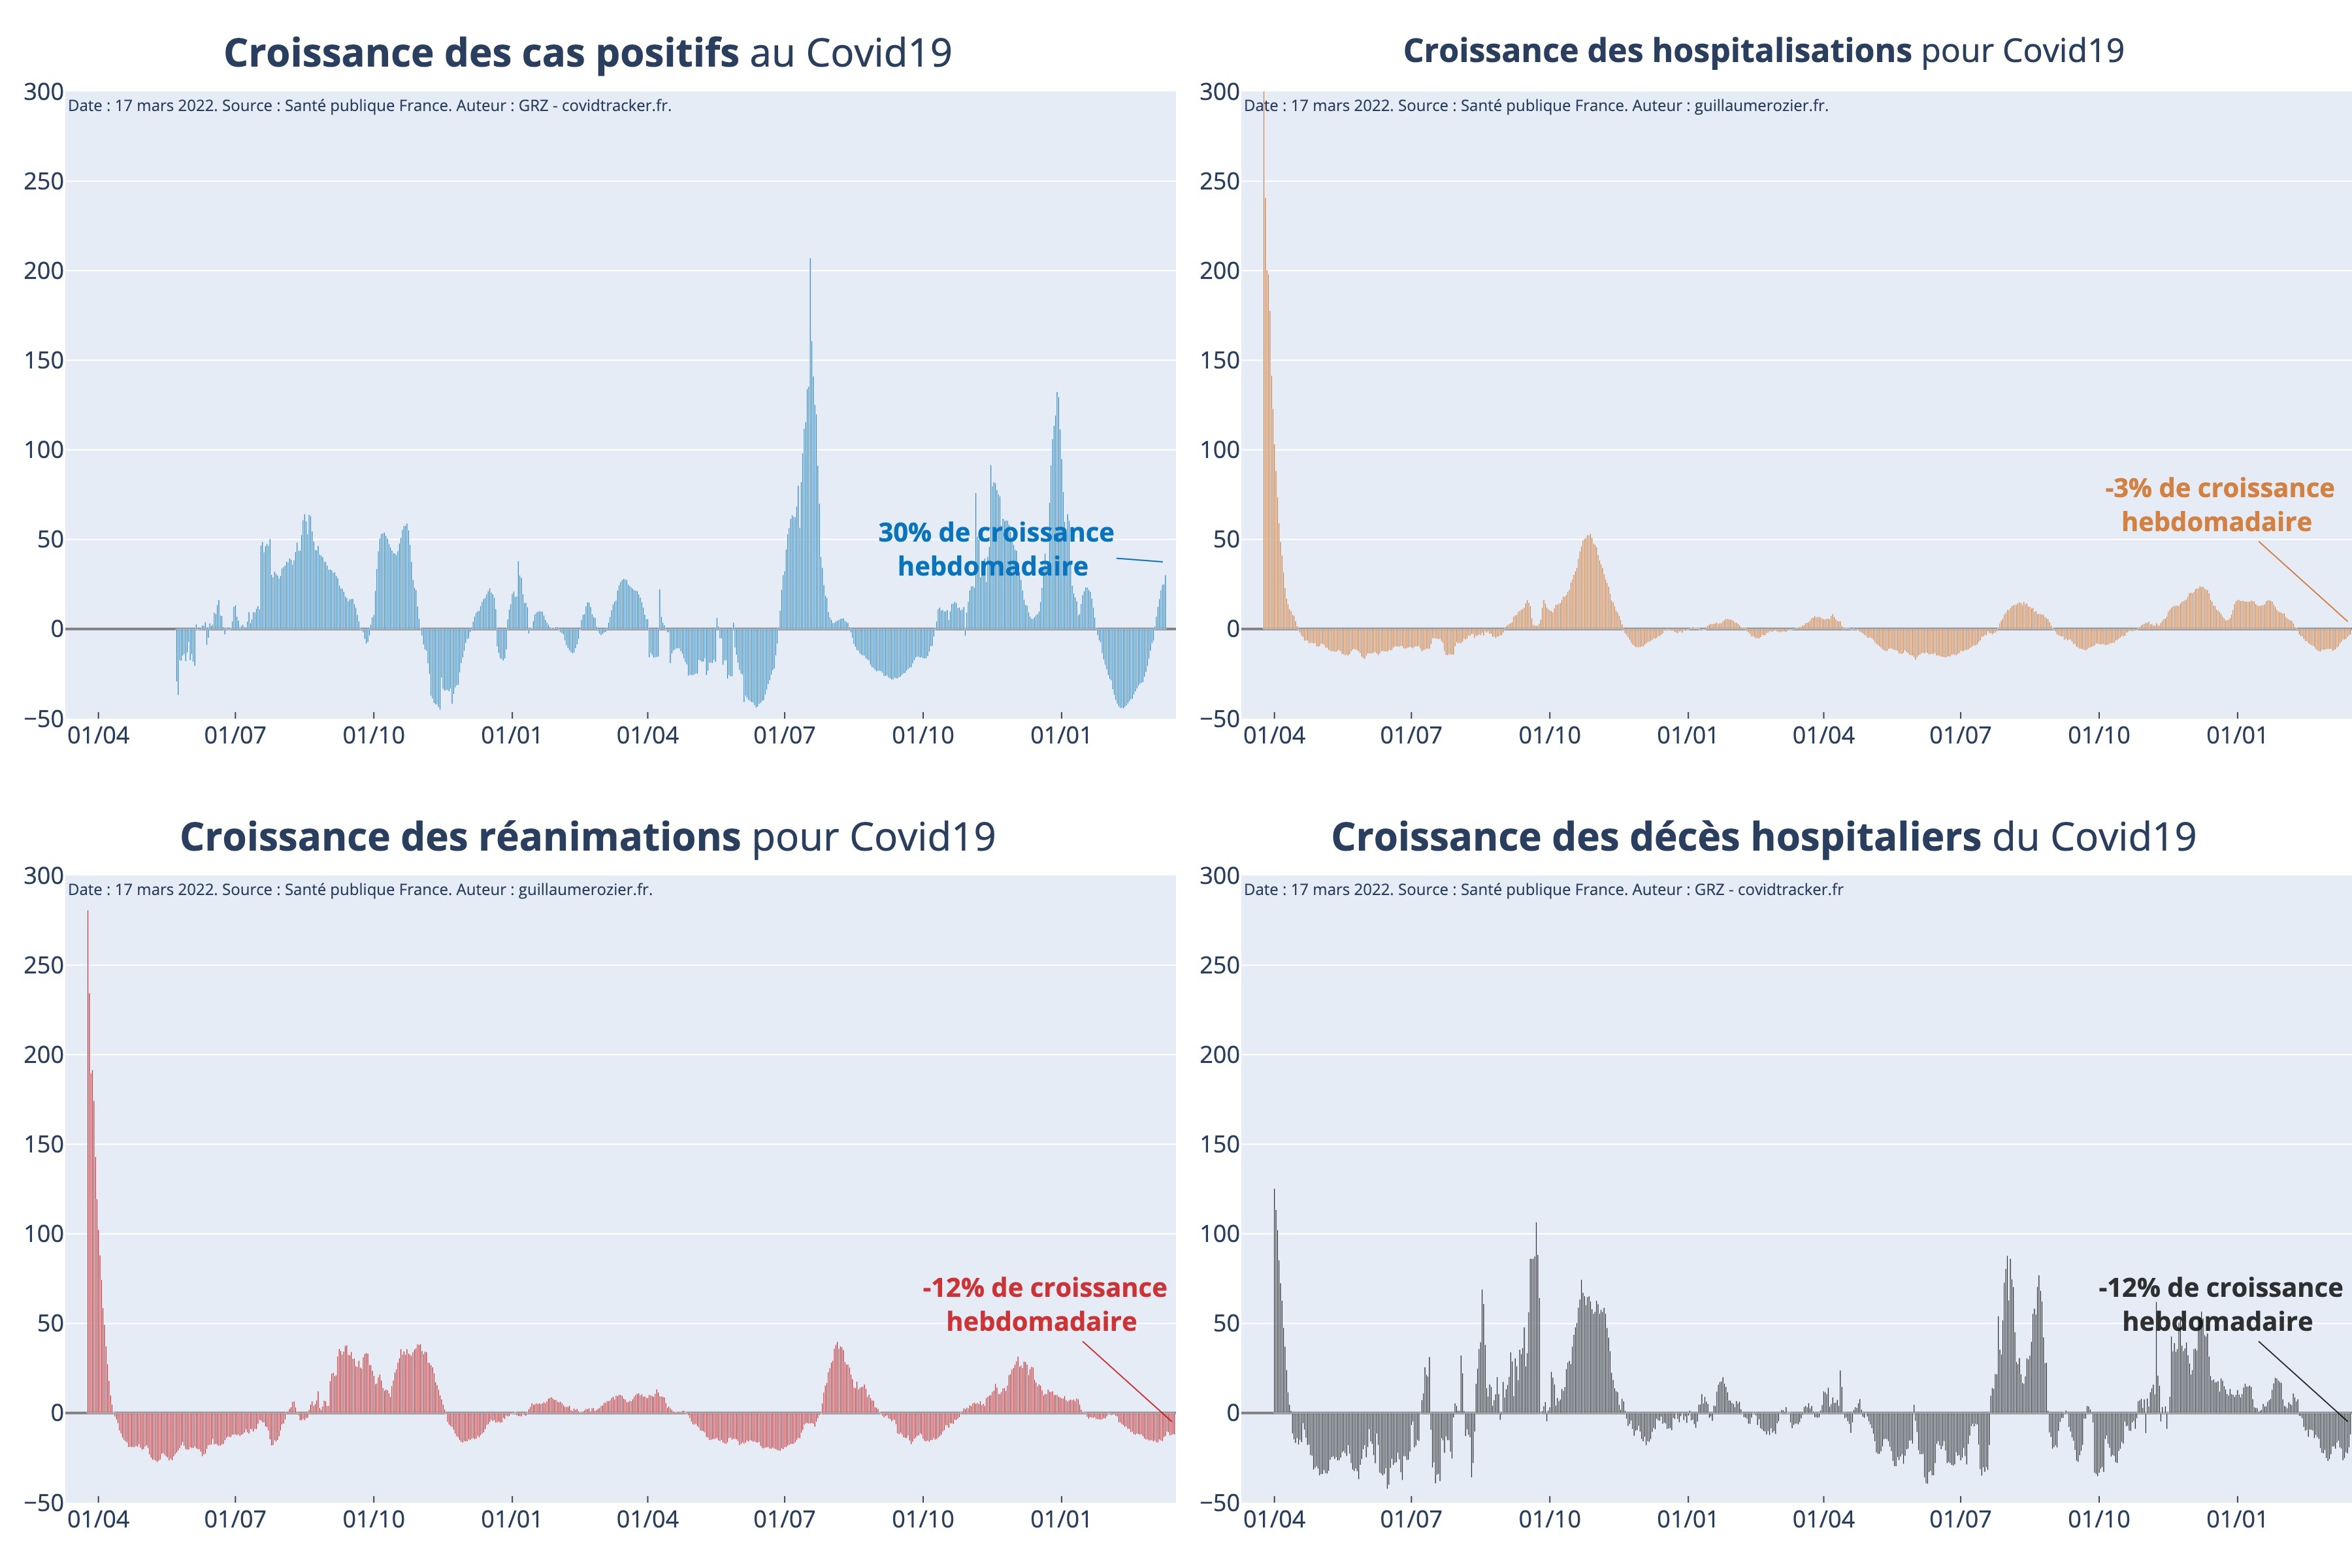 Croissance des cas positifs au Covid19
Date : 17 mars 2022. Source : Santé publique France. Auteur : GRZ - covidtracker.fr.
300
250
200
150
100
50
0
−50
30% de croissance
hebdomadaire
01/04 01/07 01/10 01/01 01/04 01/07 01/10 01/01
Croissance des hospitalisations pour Covid19
Date : 17 mars 2022. Source : Santé publique France. Auteur : guillaumerozier.fr.
300
250
200
150
100
50
0
−50
-3% de croissance
hebdomadaire
01/04 01/07 01/10 01/01 01/04 01/07 01/10 01/01
Croissance des réanimations pour Covid19
Date : 17 mars 2022. Source : Santé publique France. Auteur : guillaumerozier.fr.
300
250
200
150
100
50
0
−50
-12% de croissance
hebdomadaire
01/04 01/07 01/10 01/01 01/04 01/07 01/10 01/01
Croissance des décès hospitaliers du Covid19
Date : 17 mars 2022. Source : Santé publique France. Auteur : GRZ - covidtracker.fr
300
250
200
150
100
50
0
−50
-12% de croissance
hebdomadaire
01/04 01/07 01/10 01/01 01/04 01/07 01/10 01/01